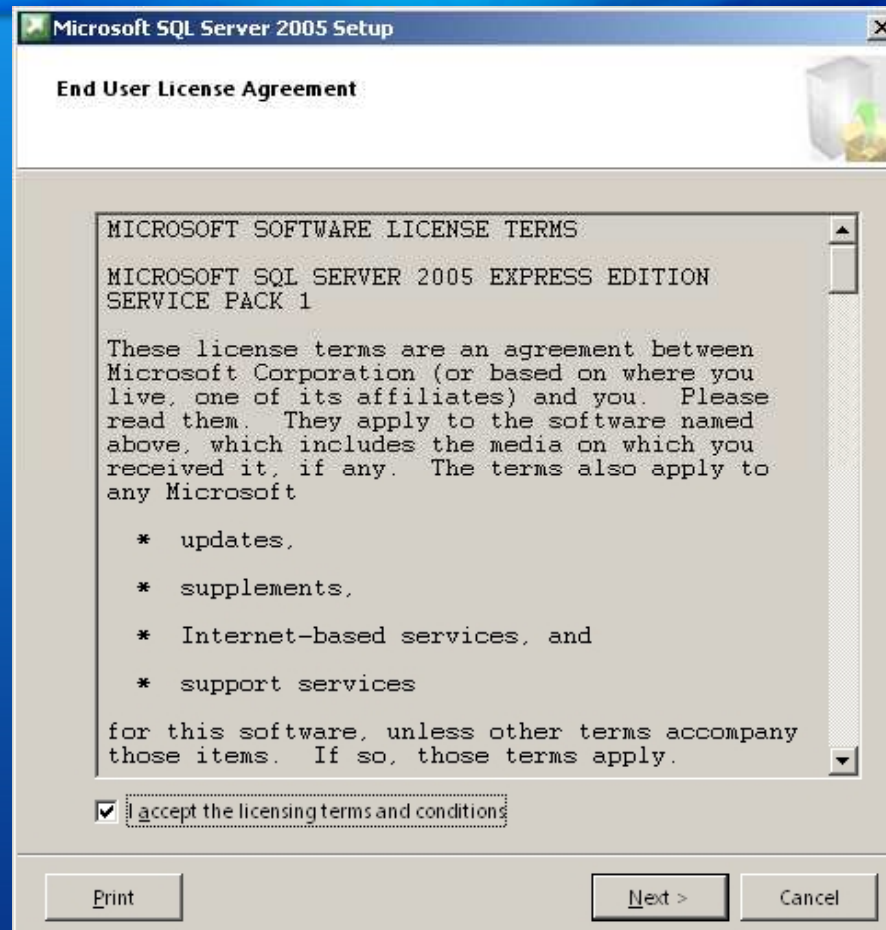 Microsoft SQL Server 2005 Setup
End User License Agreement
MICROSOFT SOFTWARE LICENSE TERMS
MICROSOFT SQL SERVER 2005 EXPRESS EDITION
SERVICE PACK 1
These license terms are an agreement between
Microsoft Corporation (or based on where you
live, one of its affiliates) and you.  Please
read them.  They apply to the software named
above, which includes the media on which you
received it, if any.  The terms also apply to
any Microsoft
* updates,
* supplements,
* Internet-based services, and
* support services
for this software, unless other terms accompany
those items.  If so, those terms apply.
I accept the licensing terms and conditions
Print
Next >
Cancel